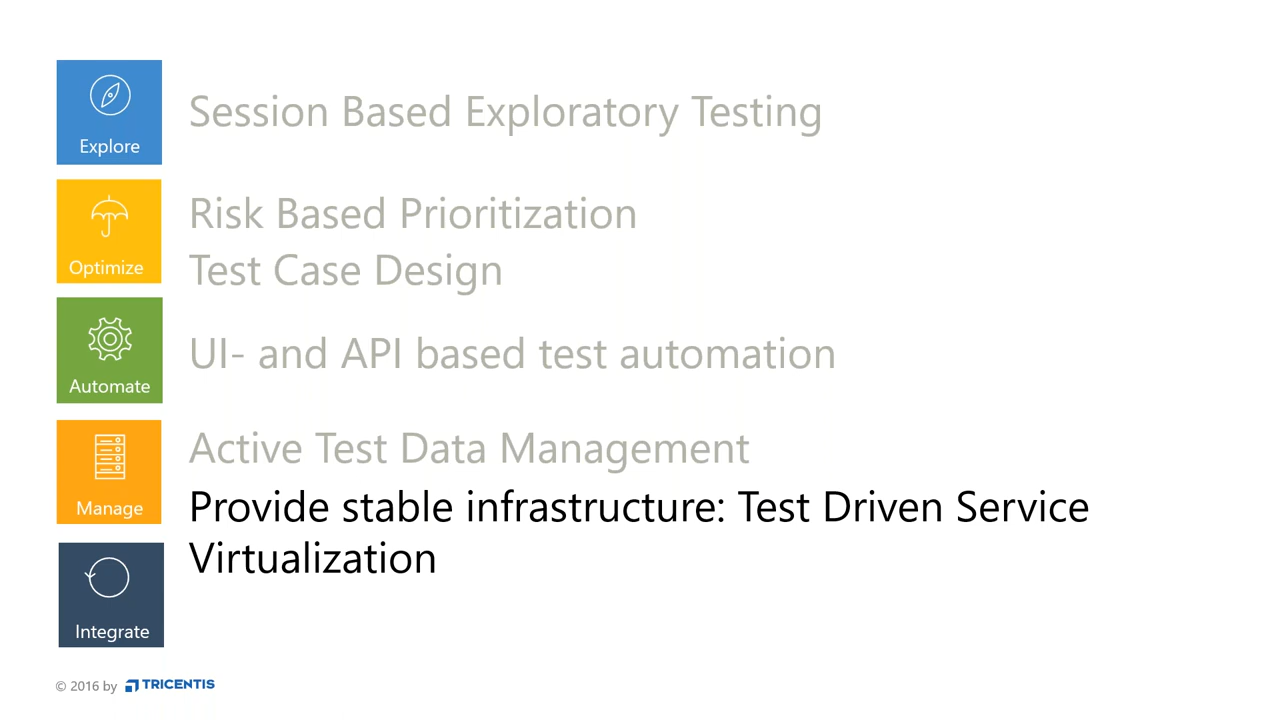 Explore
Session Based Exploratory Testing
Optimize
Risk Based Prioritization
Test Case Design
Automate
UI- and API based test automation
Manage
Active Test Data Management
Provide stable infrastructure: Test Driven Service
Virtualization
Integrate
© 2016 by TRICENTIS